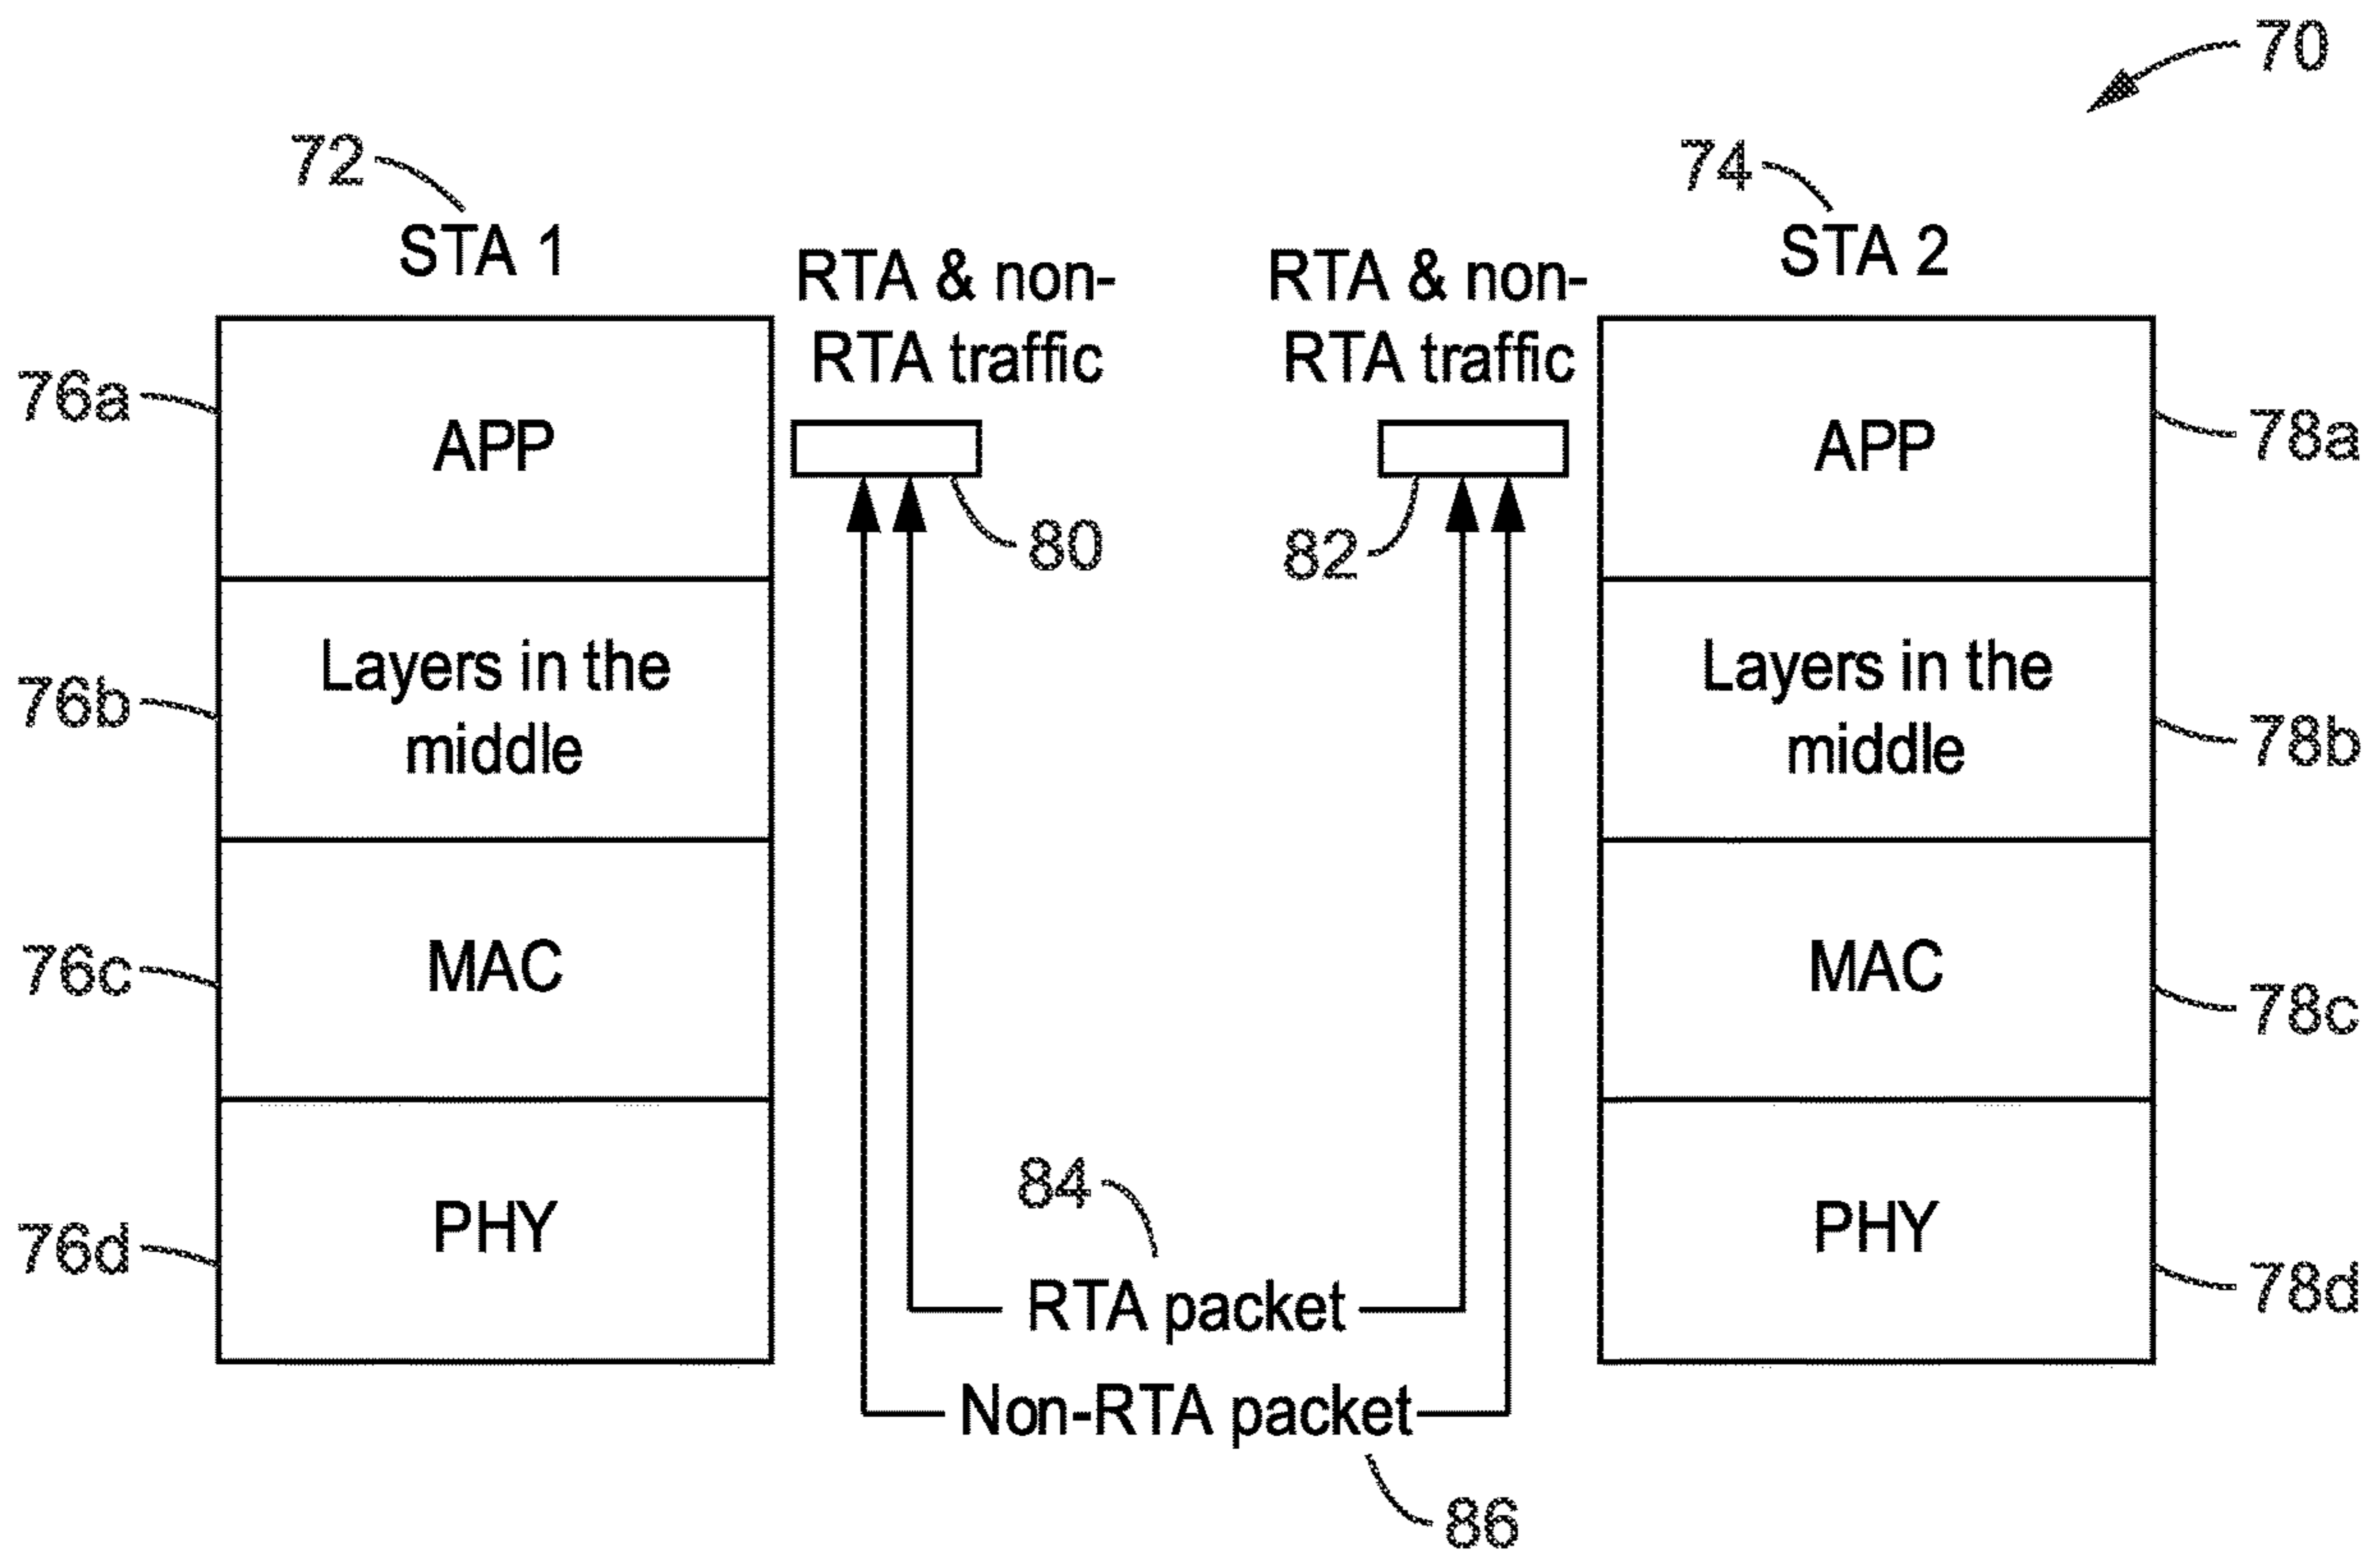 70
72
74
STA 1
STA 2
RTA & non-
RTA traffic
RTA & non-
RTA traffic
76a
APP
APP
78a
80
82
76b
Layers in the
middle
Layers in the
middle
78b
76c
MAC
MAC
78c
84
76d
PHY
PHY
78d
RTA packet
Non-RTA packet
86